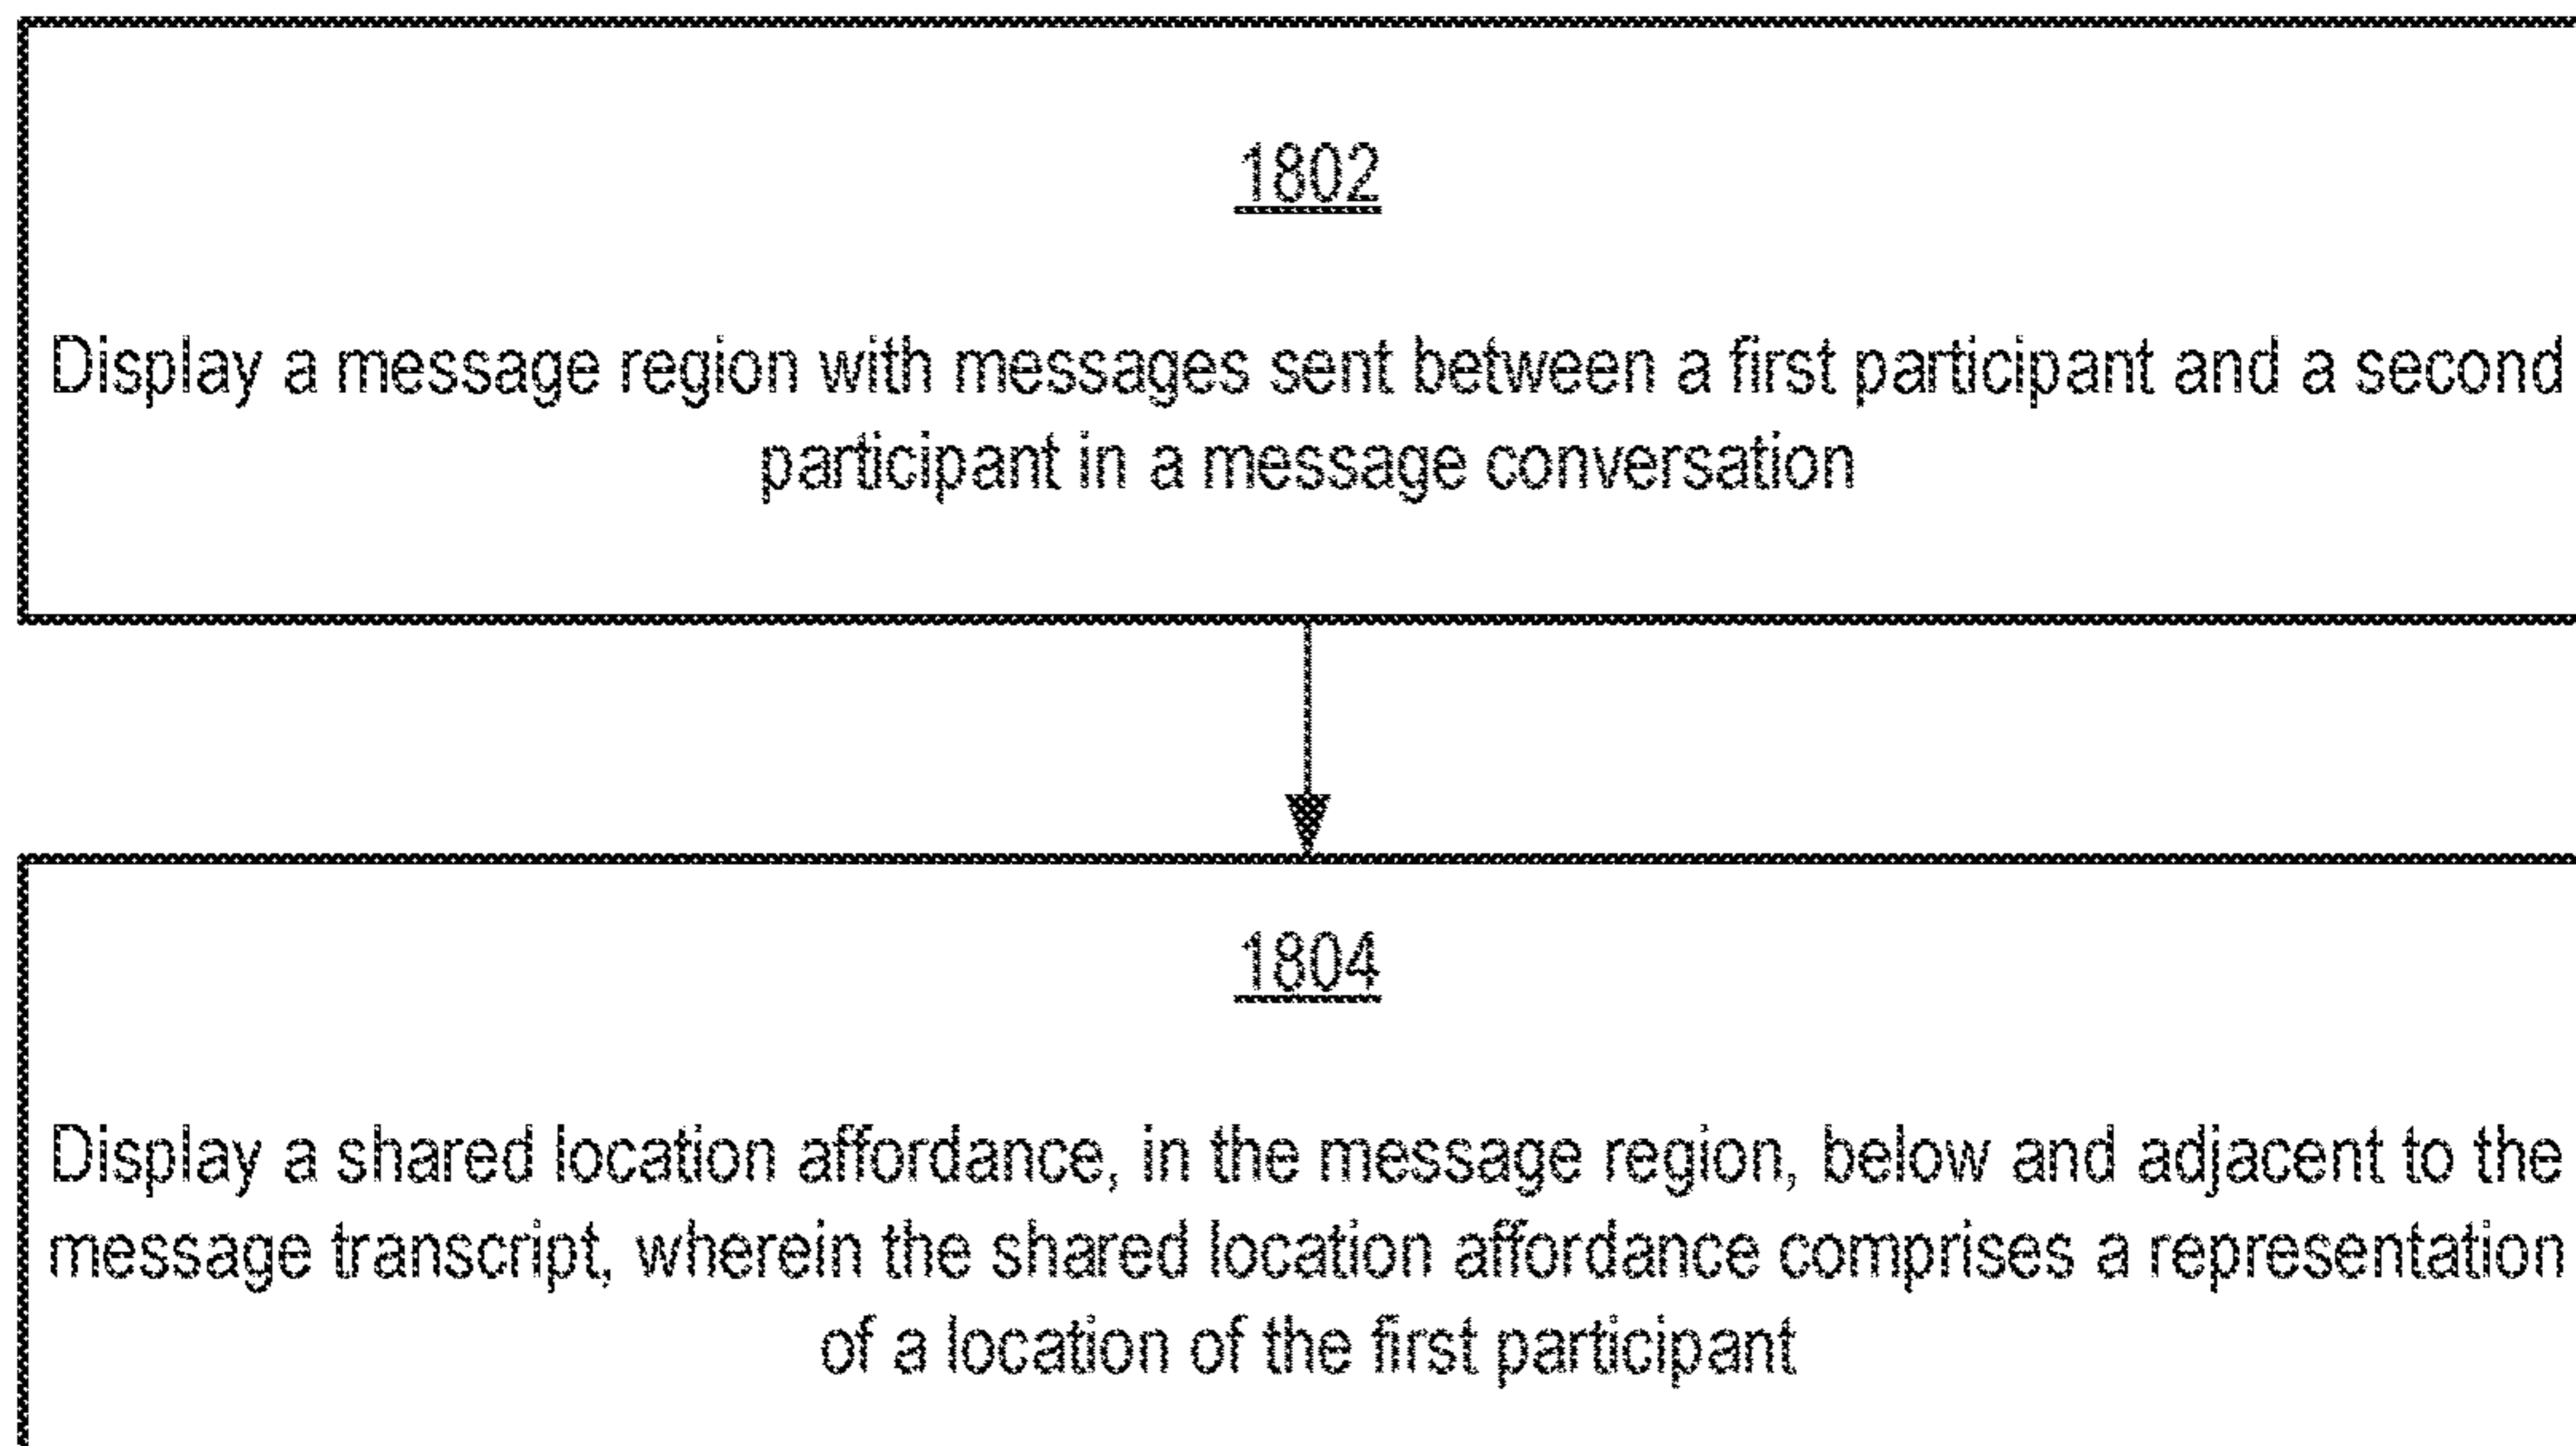 1802
Display a message region with messages sent between a first participant and a second
participant in a message conversation
1804
Display a shared location affordance, in the message region, below and adjacent to the
message transcript, wherein the shared location affordance comprises a representation
of a location of the first participant